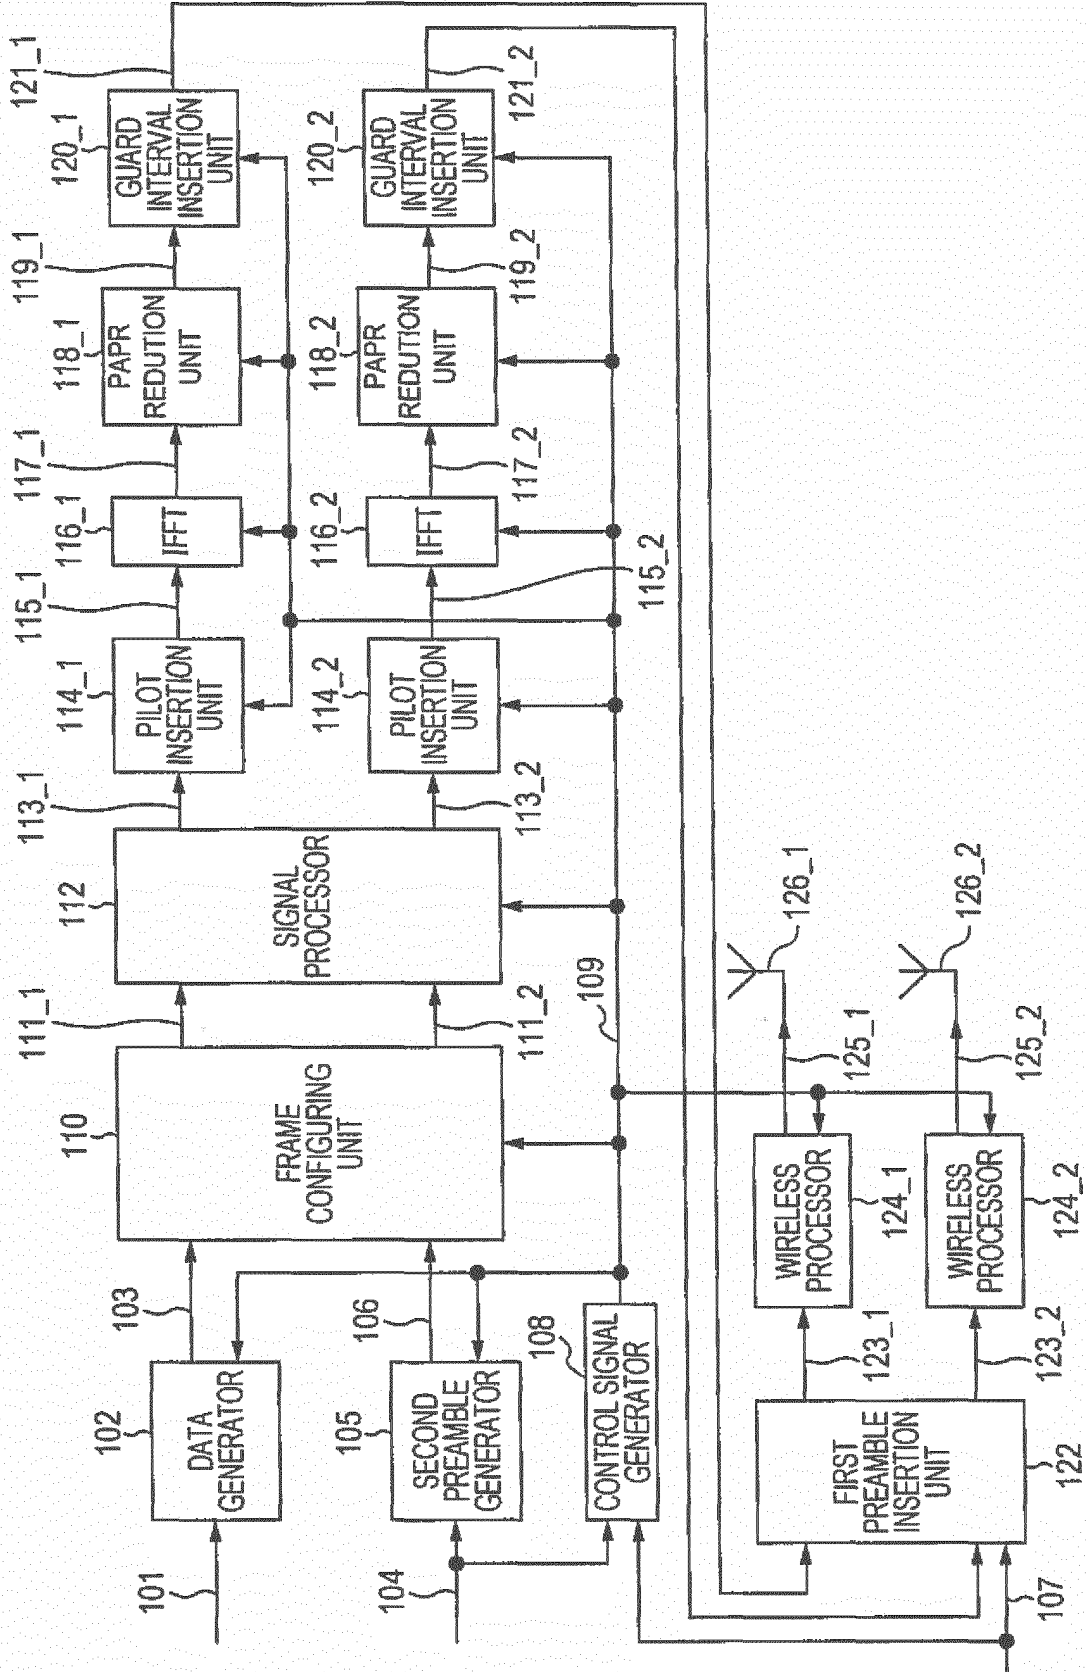 101
102
DATA
GENERATOR
103
104
105
SECOND
PREAMBLE
GENERATOR
106
108
CONTROL SIGNAL
GENERATOR
109
110
FRAME
CONFIGURING
UNIT
111_1
111_2
112
SIGNAL
PROCESSOR
113_1
113_2
114_1
PILOT
INSERTION
UNIT
114_2
PILOT
INSERTION
UNIT
115_1
115_2
116_1
IFFT
116_2
IFFT
117_1
117_2
118_1
PAPR
REDUTION
UNIT
118_2
PAPR
REDUTION
UNIT
119_1
119_2
120_1
GUARD
INTERVAL
INSERTION
UNIT
120_2
GUARD
INTERVAL
INSERTION
UNIT
121_1
121_2
107
FIRST
PREAMBLE
INSERTION
UNIT
122
123_1
123_2
WIRELESS
PROCESSOR
124_1
WIRELESS
PROCESSOR
124_2
125_1
125_2
126_1
126_2